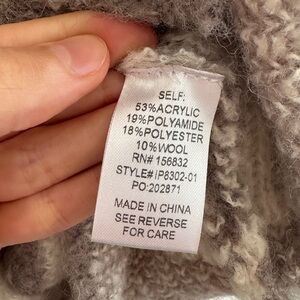 SELF:
53%ACRYLIC
19%POLYAMIDE
18%POLYESTER
10%WOOL
RN# 156832
STYLE# IP8302-01
PO:202871
MADE IN CHINA
SEE REVERSE
FOR CARE